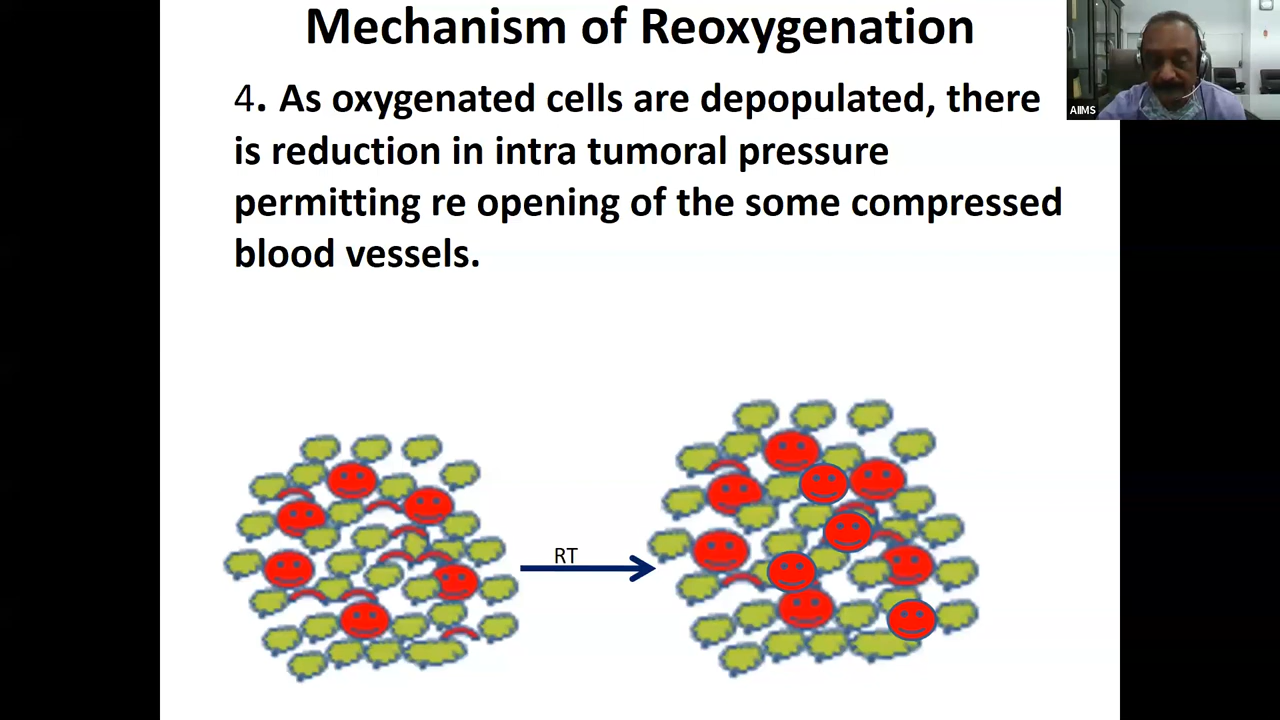 Mechanism of Reoxygenation
4. As oxygenated cells are depopulated, there
is reduction in intra tumoral pressure
permitting re opening of the some compressed
blood vessels.
AIIMS
RT